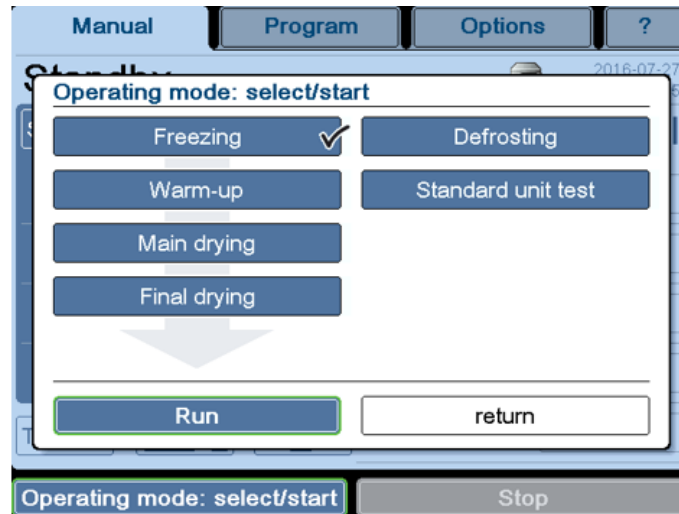 Manual Program Options ?
Standby
2016-07-27
Operating mode: select/start
Freezing Defrosting
Warm-up Standard unit test
Main drying
Final drying
Run return
Operating mode: select/start Stop